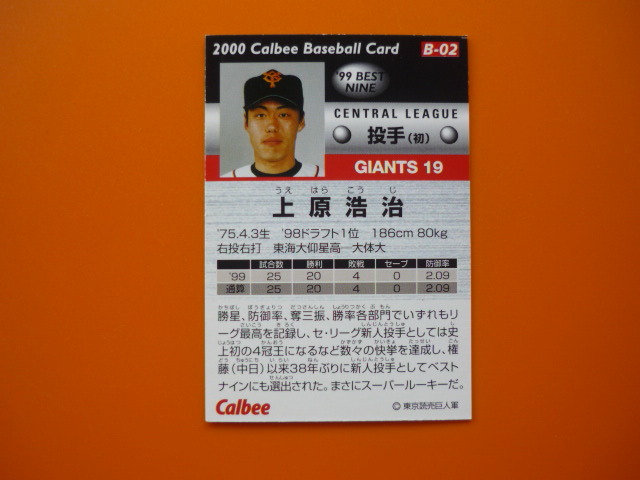 2000 Calbee Baseball Card B-02
'99 BEST
NINE
CENTRAL LEAGUE
投手(初)
GIANTS 19
うえ はら こう じ
上原浩治
'75.4.3生 '98ドラフト1位 186cm 80kg
右投右打 東海大仰星高 大体大
試合数 勝利 敗戦 セーブ 防御率
'99 25 20 4 0 2.09
通算 25 20 4 0 2.09
勝星、防御率、奪三振、勝率各部門でいずれもリ
ーグ最高を記録し、セ・リーグ新人投手としては史
上初の4冠王になるなど数々の快挙を達成し、権
藤(中日)以来38年ぶりに新人投手としてベスト
ナインにも選出された。まさにスーパールーキーだ。
Calbee
© 東京読売巨人軍